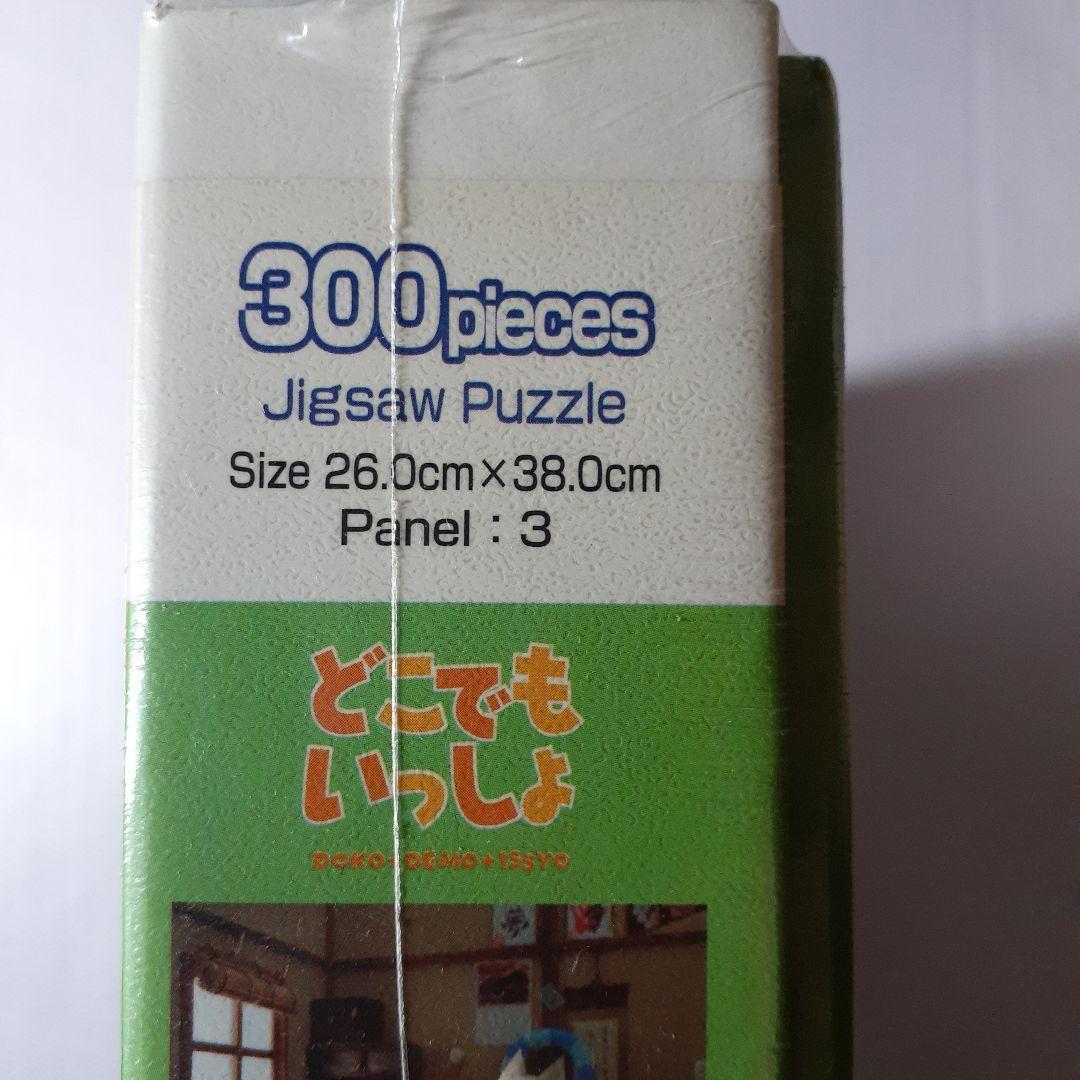 300pieces
Jigsaw Puzzle
Size 26.0cm×38.0cm
Panel：3
どこでも
いっしょ
DOKO+DEMO+ISSYO
夢